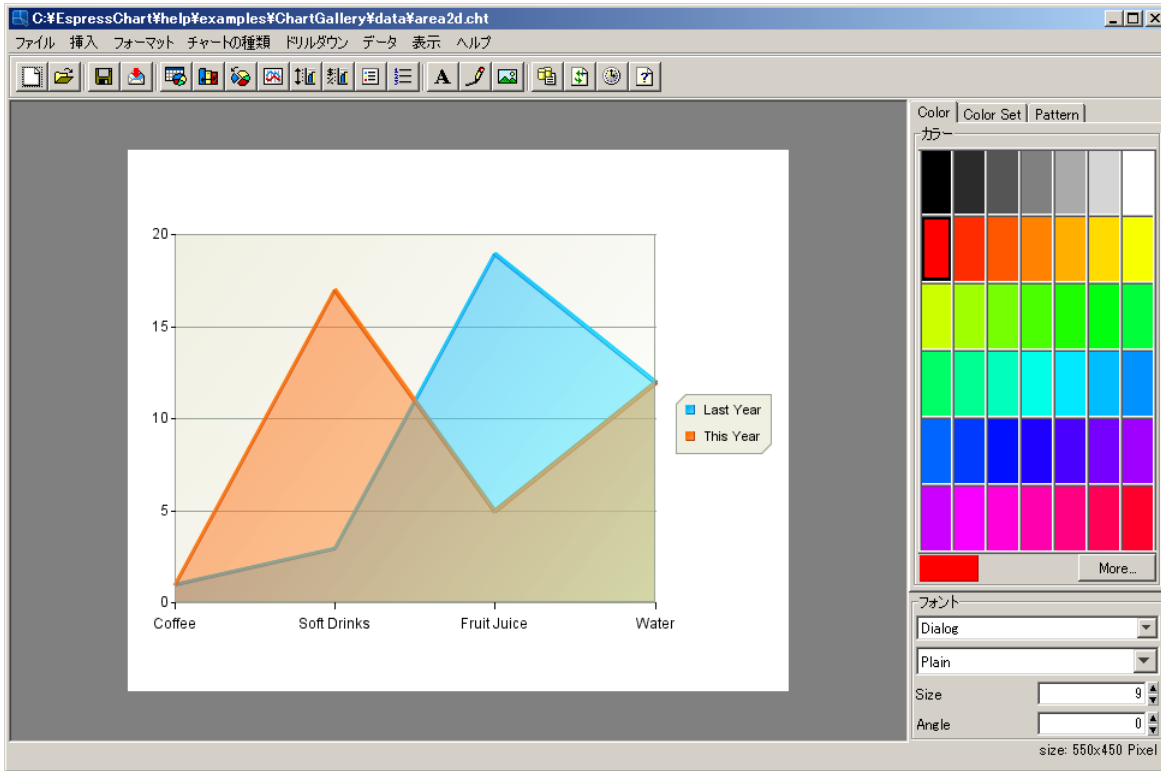 C:¥EspressChart¥help¥examples¥ChartGallery¥data¥area2d.cht
ファイル 挿入 フォーマット チャートの種類 ドリルダウン データ 表示 ヘルプ
A
Color Color Set Pattern
カラー
20
15
10
5
0
Coffee Soft Drinks Fruit Juice Water
Last Year
This Year
More...
フォント
Dialog
Plain
Size 9
Angle 0
size: 550x450 Pixel